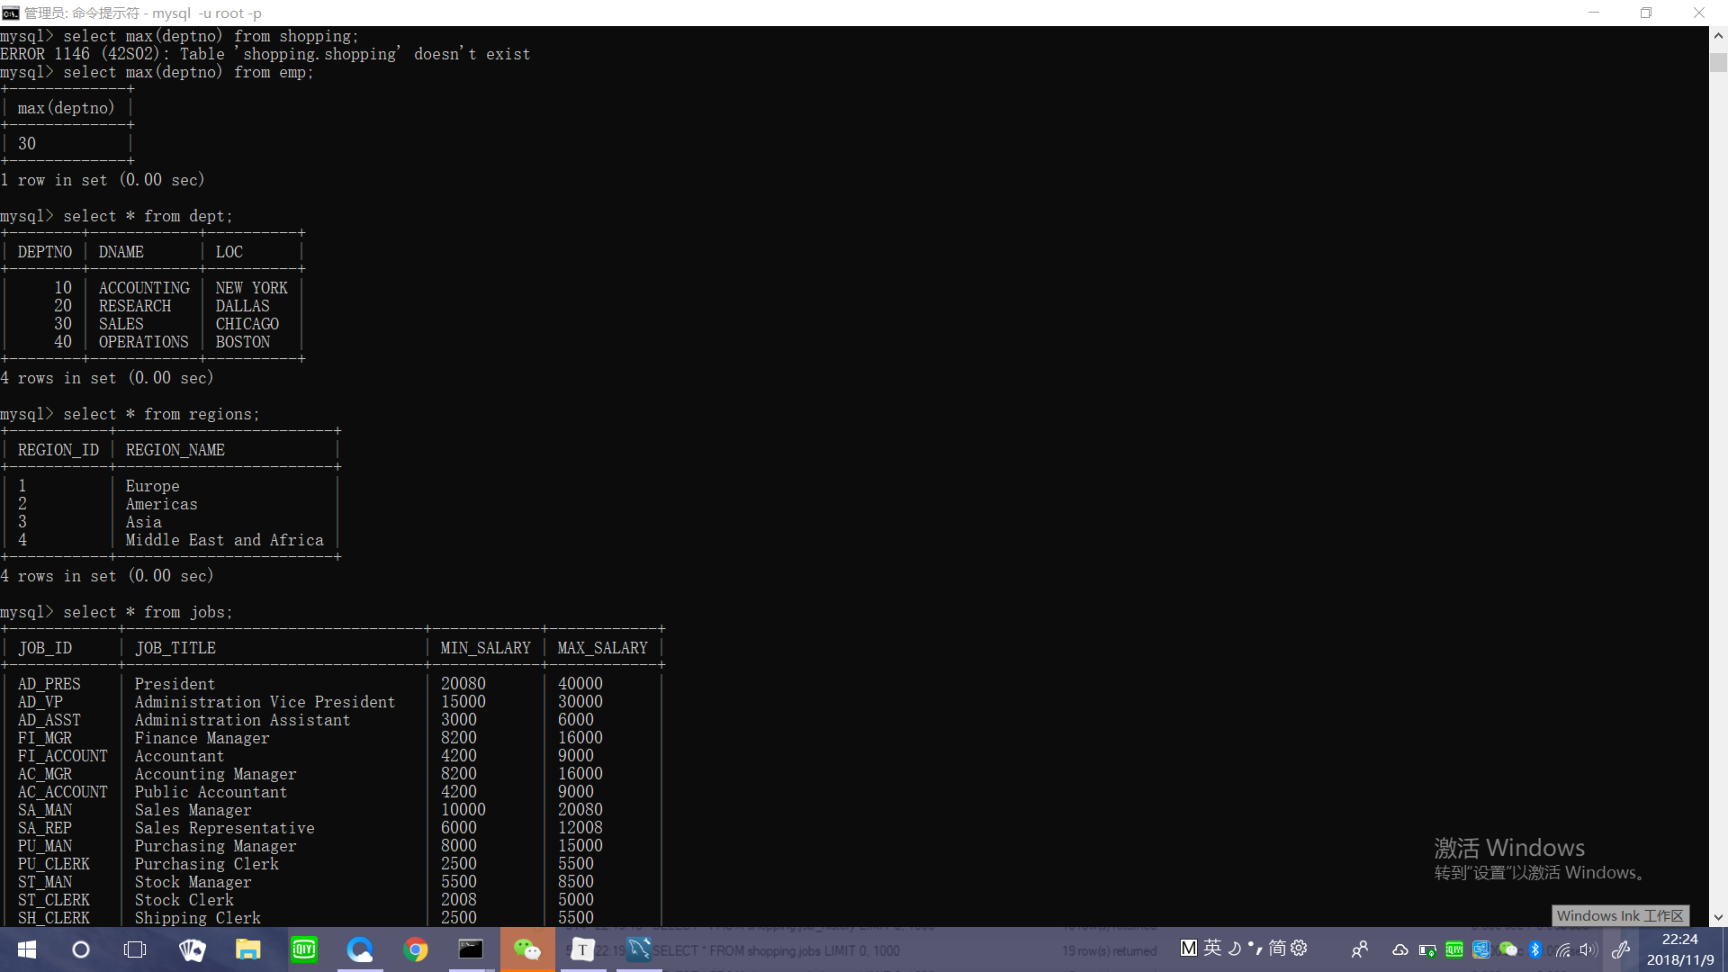 管理员: 命令提示符 - mysql  -u root -p
mysql> select max(deptno) from shopping;
ERROR 1146 (42S02): Table 'shopping.shopping' doesn't exist
mysql> select max(deptno) from emp;
+-------------+
| max(deptno) |
+-------------+
| 30          |
+-------------+
1 row in set (0.00 sec)
mysql> select * from dept;
+--------+------------+----------+
| DEPTNO | DNAME      | LOC      |
+--------+------------+----------+
|     10 | ACCOUNTING | NEW YORK |
|     20 | RESEARCH   | DALLAS   |
|     30 | SALES      | CHICAGO  |
|     40 | OPERATIONS | BOSTON   |
+--------+------------+----------+
4 rows in set (0.00 sec)
mysql> select * from regions;
+-----------+------------------------+
| REGION_ID | REGION_NAME            |
+-----------+------------------------+
| 1         | Europe                 |
| 2         | Americas               |
| 3         | Asia                   |
| 4         | Middle East and Africa |
+-----------+------------------------+
4 rows in set (0.00 sec)
mysql> select * from jobs;
+------------+---------------------------------+------------+------------+
| JOB_ID     | JOB_TITLE                       | MIN_SALARY | MAX_SALARY |
+------------+---------------------------------+------------+------------+
| AD_PRES    | President                       | 20080      | 40000      |
| AD_VP      | Administration Vice President   | 15000      | 30000      |
| AD_ASST    | Administration Assistant        | 3000       | 6000       |
| FI_MGR     | Finance Manager                 | 8200       | 16000      |
| FI_ACCOUNT | Accountant                      | 4200       | 9000       |
| AC_MGR     | Accounting Manager              | 8200       | 16000      |
| AC_ACCOUNT | Public Accountant               | 4200       | 9000       |
| SA_MAN     | Sales Manager                   | 10000      | 20080      |
| SA_REP     | Sales Representative            | 6000       | 12008      |
| PU_MAN     | Purchasing Manager              | 8000       | 15000      |
| PU_CLERK   | Purchasing Clerk                | 2500       | 5500       |
| ST_MAN     | Stock Manager                   | 5500       | 8500       |
| ST_CLERK   | Stock Clerk                     | 2008       | 5000       |
| SH_CLERK   | Shipping Clerk                  | 2500       | 5500       |
激活 Windows
转到"设置"以激活 Windows。
Windows Ink 工作区
SELECT * FROM shopping.jobs LIMIT 0, 1000
19 row(s) returned
M 英 简
22:24
2018/11/9